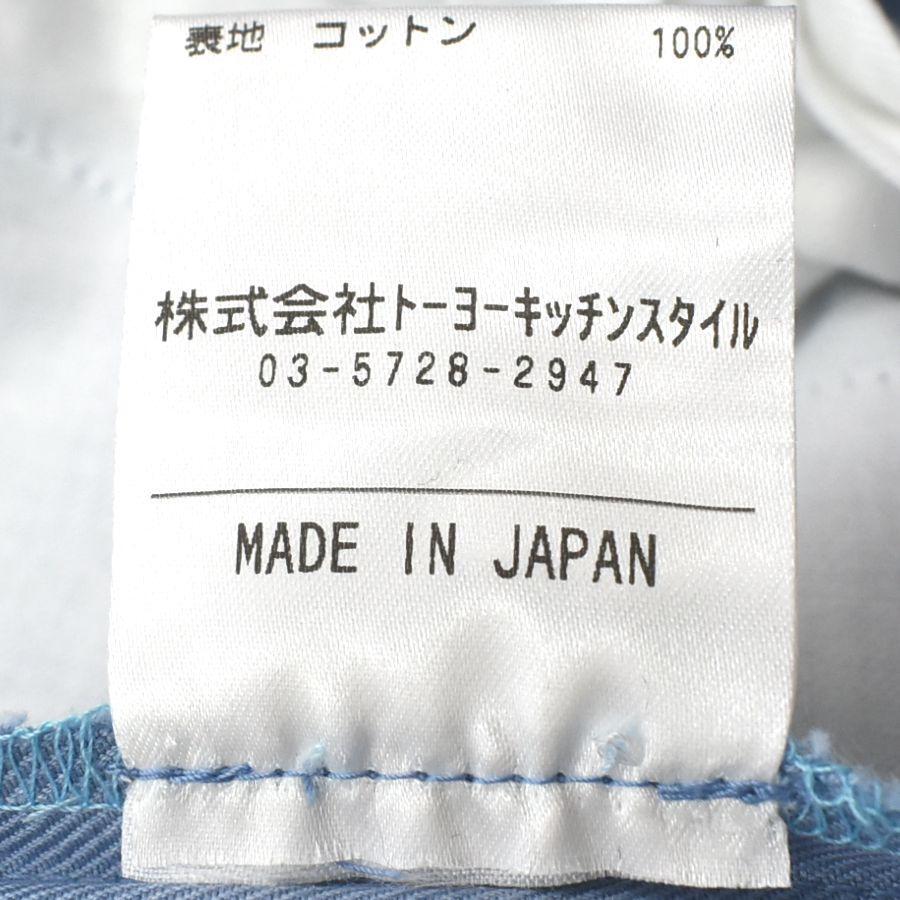 裏地 コットン 100%
株式会社トーヨーキッチンスタイル
03-5728-2947
MADE IN JAPAN